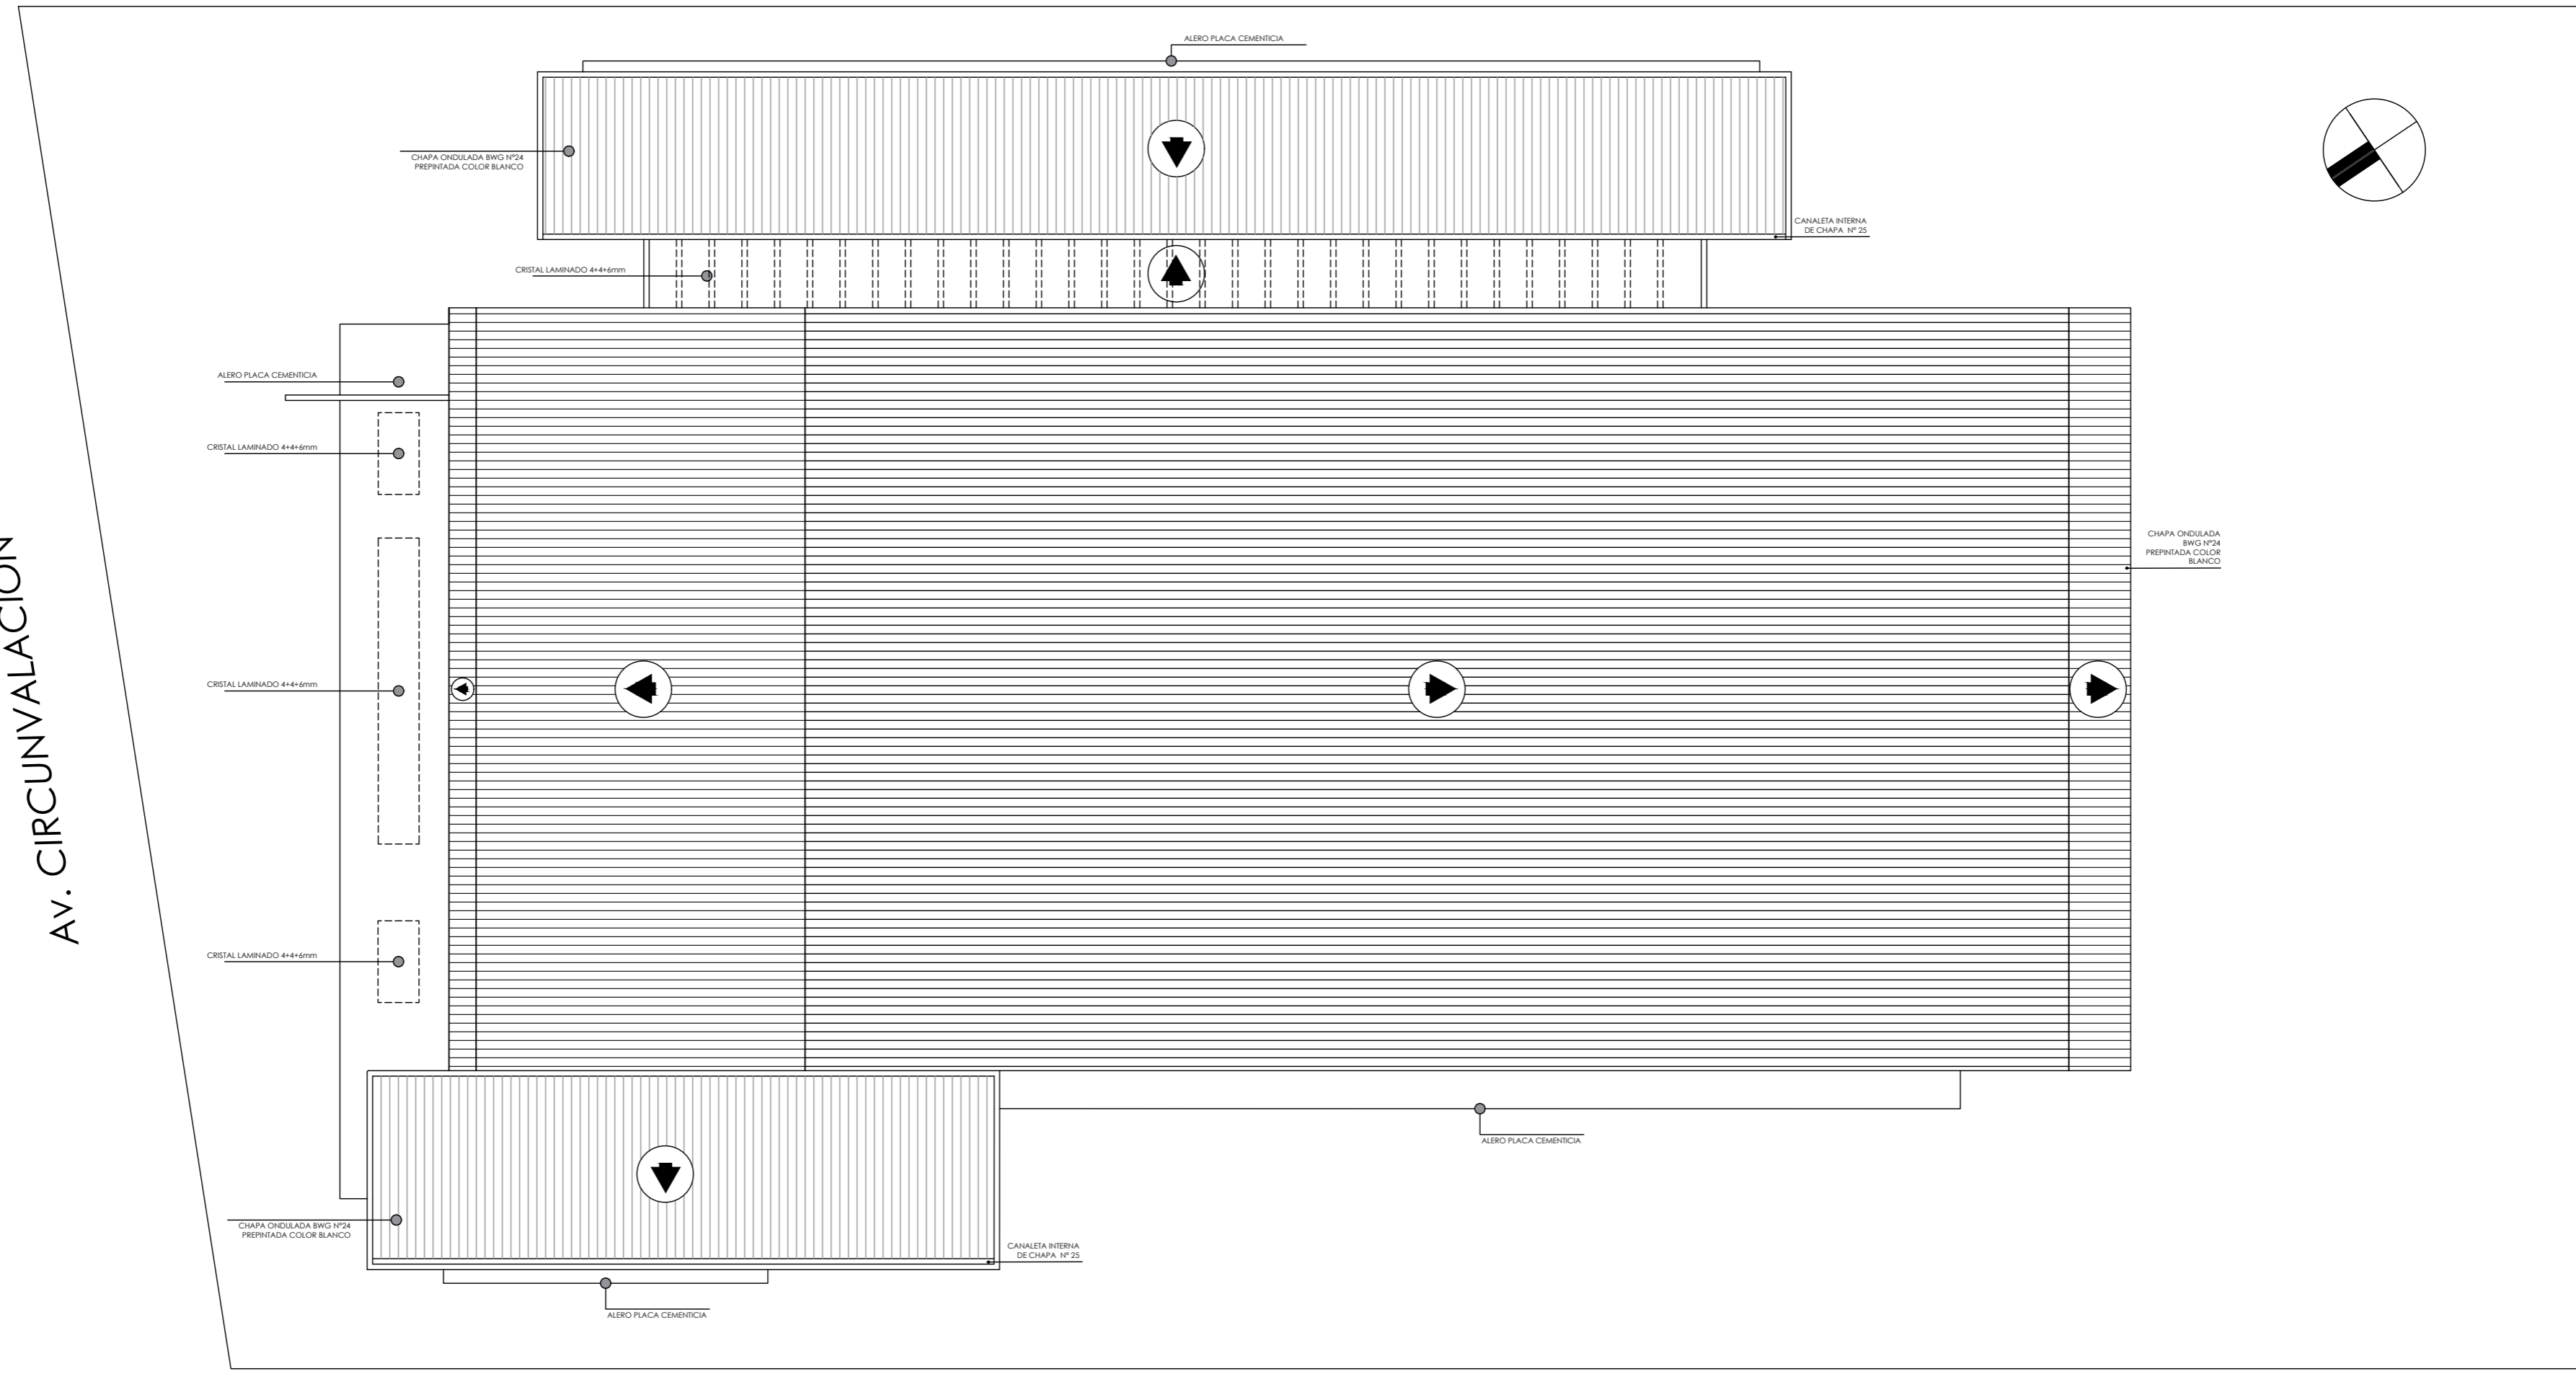 ALERO PLACA CEMENTICIA
CHAPA ONDULADA BWG Nº24
PREPINTADA COLOR BLANCO
CANALETA INTERNA
DE CHAPA Nº 25
CRISTAL LAMINADO 4+4+6mm
ALERO PLACA CEMENTICIA
CRISTAL LAMINADO 4+4+6mm
CHAPA ONDULADA
BWG Nº24
PREPINTADA COLOR
BLANCO
CRISTAL LAMINADO 4+4+6mm
Av. CIRCUNVALACION
CRISTAL LAMINADO 4+4+6mm
ALERO PLACA CEMENTICIA
CHAPA ONDULADA BWG Nº24
PREPINTADA COLOR BLANCO
CANALETA INTERNA
DE CHAPA Nº 25
ALERO PLACA CEMENTICIA